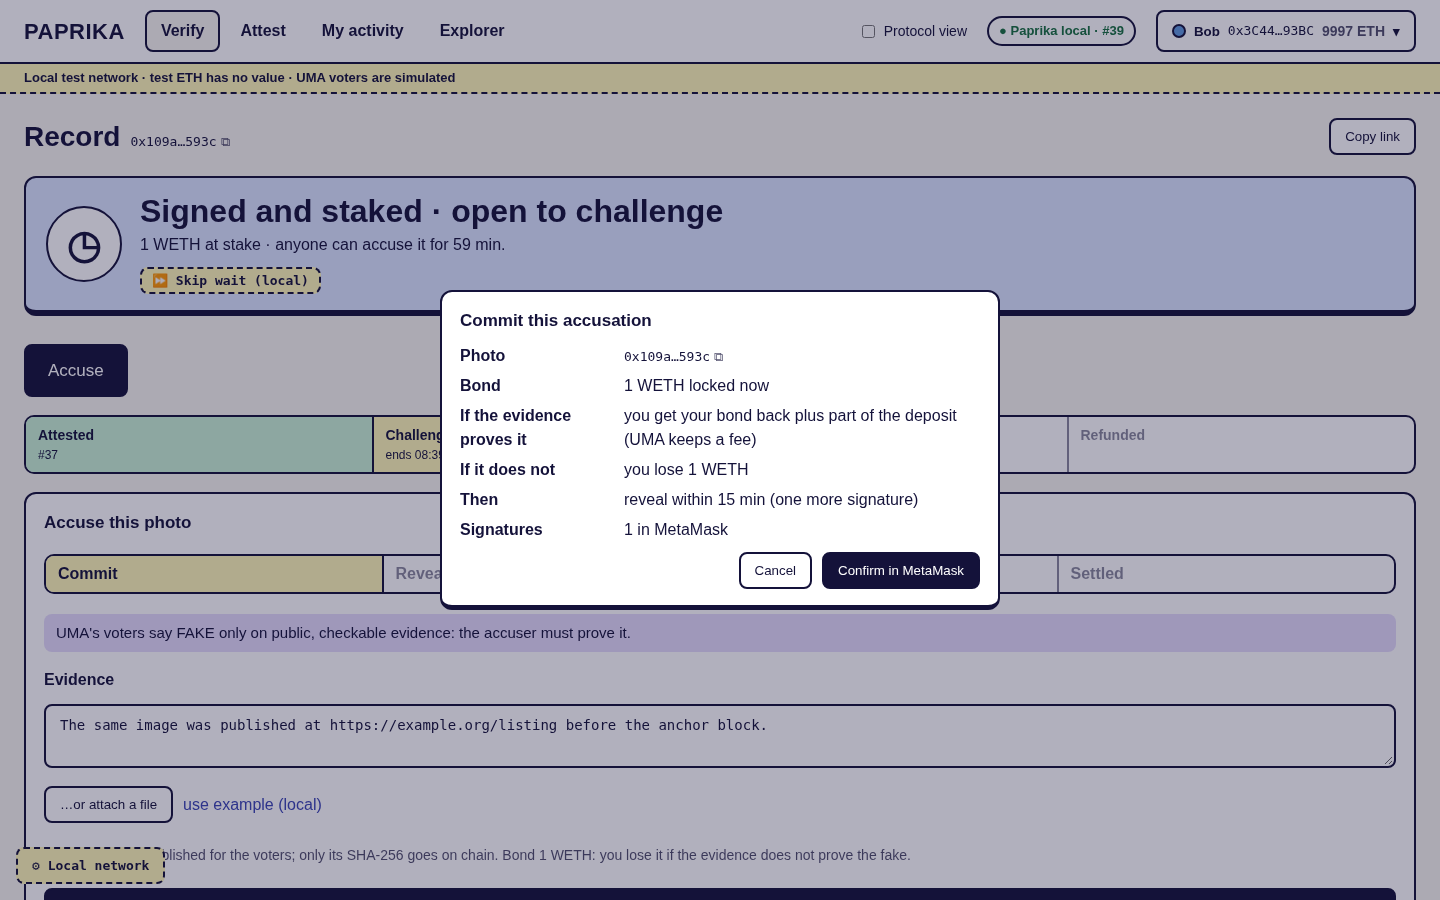 PAPRIKA Verify Attest My activity Explorer Protocol view ● Paprika local · #39 Bob 0x3C44…93BC 9997 ETH ▾
Local test network · test ETH has no value · UMA voters are simulated
Record 0x109a…593c ⧉ Copy link
Signed and staked · open to challenge
1 WETH at stake · anyone can accuse it for 59 min.
⏩ Skip wait (local)
Commit this accusation
Photo 0x109a…593c ⧉
Bond 1 WETH locked now
If the evidence proves it you get your bond back plus part of the deposit (UMA keeps a fee)
If it does not you lose 1 WETH
Then reveal within 15 min (one more signature)
Signatures 1 in MetaMask
Cancel Confirm in MetaMask
Accuse
Attested
#37
Refunded
Accuse this photo
Commit Settled
UMA's voters say FAKE only on public, checkable evidence: the accuser must prove it.
Evidence
The same image was published at https://example.org/listing before the anchor block.
…or attach a file use example (local)
for the voters; only its SHA-256 goes on chain. Bond 1 WETH: you lose it if the evidence does not prove the fake.
⚙ Local network